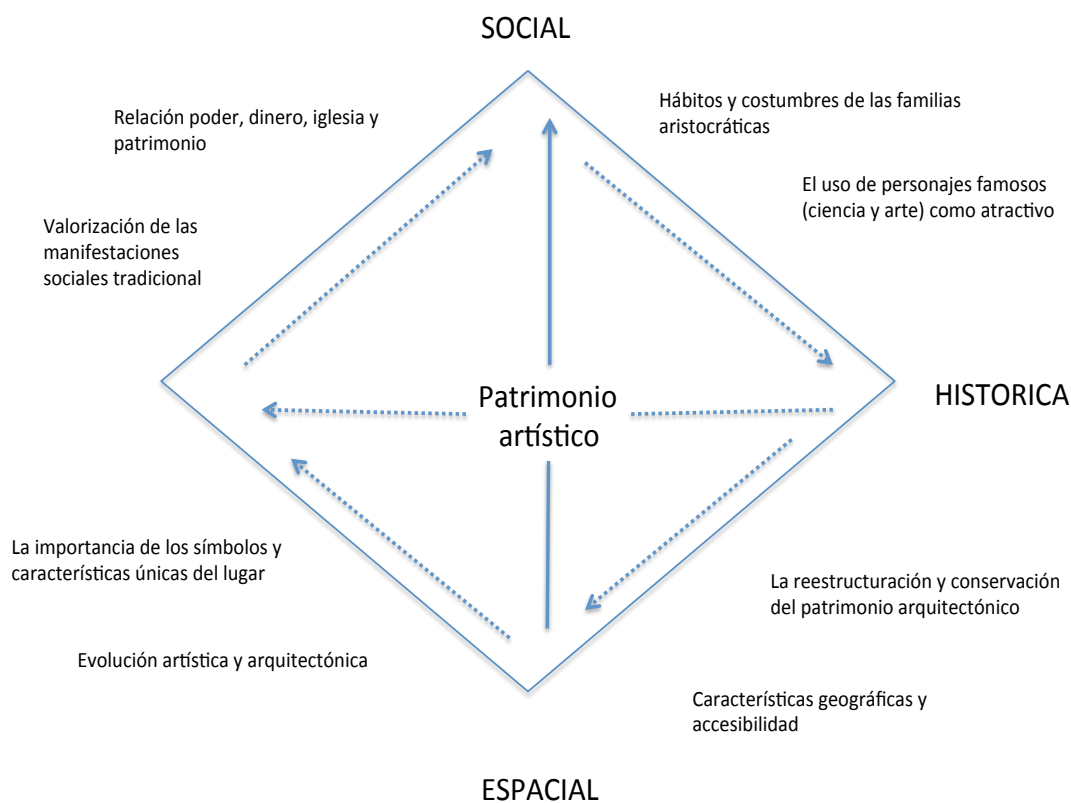 SOCIAL
Relación poder, dinero, iglesia y
patrimonio
Hábitos y costumbres de las familias
aristocráticas
El uso de personajes famosos
(ciencia y arte) como atractivo
Valorización de las
manifestaciones
sociales tradicional
Patrimonio
artístico
HISTORICA
La importancia de los símbolos y
características únicas del lugar
La reestructuración y conservación
del patrimonio arquitectónico
Evolución artística y arquitectónica
Características geográficas y
accesibilidad
ESPACIAL